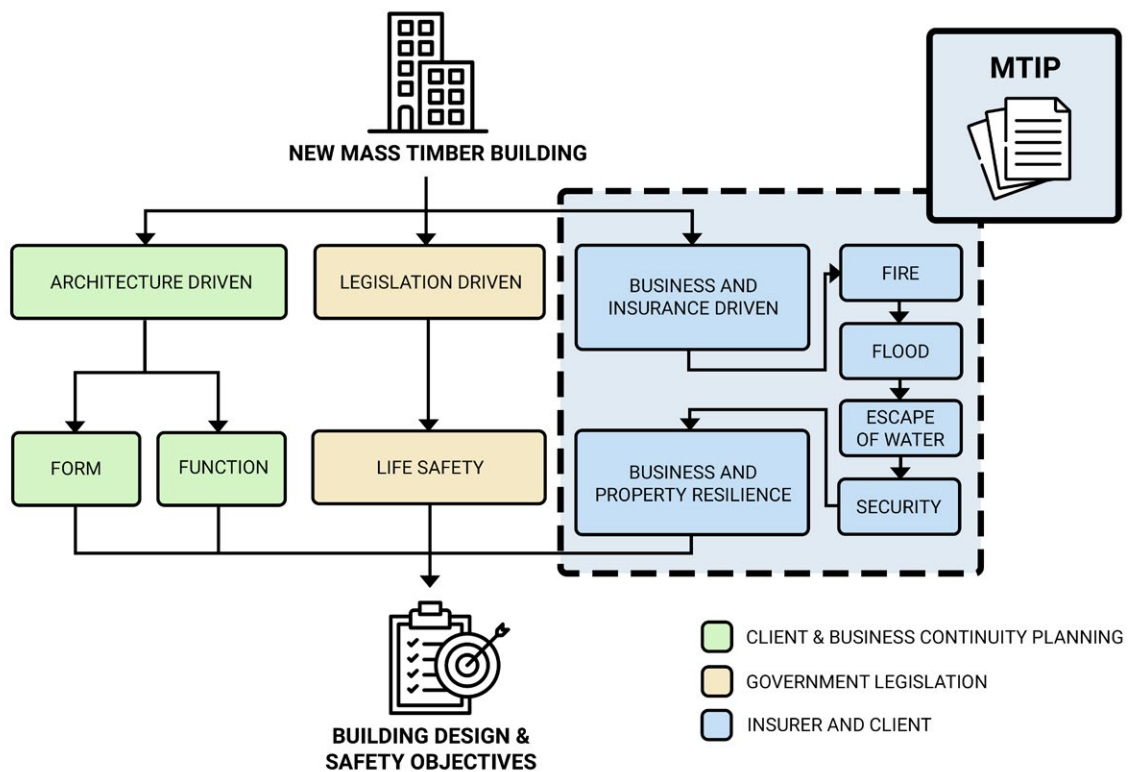 MTIP
NEW MASS TIMBER BUILDING
ARCHITECTURE DRIVEN
LEGISLATION DRIVEN
BUSINESS AND
INSURANCE DRIVEN
FIRE
FLOOD
ESCAPE
OF WATER
SECURITY
FORM
FUNCTION
LIFE SAFETY
BUSINESS AND
PROPERTY RESILIENCE
BUILDING DESIGN &
SAFETY OBJECTIVES
CLIENT & BUSINESS CONTINUITY PLANNING
GOVERNMENT LEGISLATION
INSURER AND CLIENT